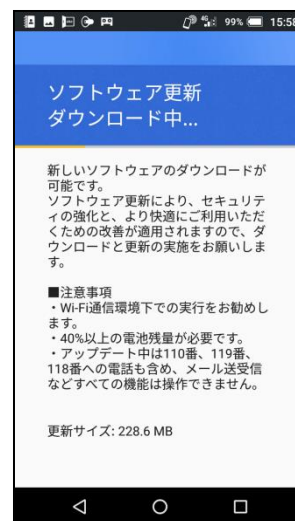 4G 99% 15:58
ソフトウェア更新
ダウンロード中...
新しいソフトウェアのダウンロードが
可能です。
ソフトウェア更新により、セキュリテ
ィの強化と、より快適にご利用いただ
くための改善が適用されますので、ダ
ウンロードと更新の実施をお願いしま
す。
■注意事項
・Wi-Fi通信環境下での実行をお勧めし
ます。
・40%以上の電池残量が必要です。
・アップデート中は110番、119番、
118番への電話も含め、メール送受信
などすべての機能は操作できません。
更新サイズ: 228.6 MB